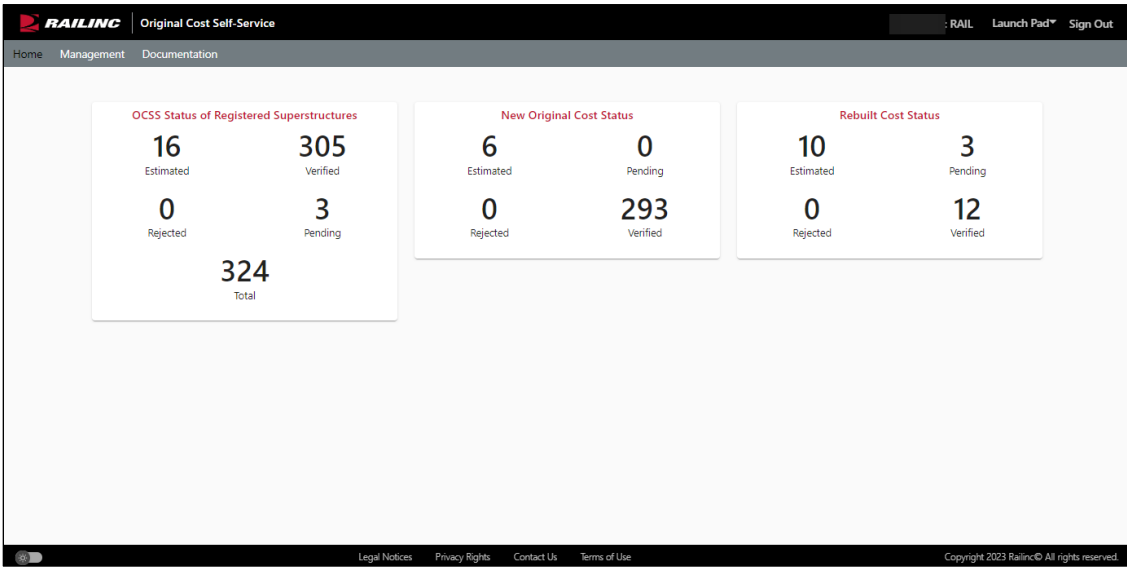 RAILINC Original Cost Self-Service : RAIL Launch Pad Sign Out
Home Management Documentation
OCSS Status of Registered Superstructures
16 305
Estimated Verified
0 3
Rejected Pending
324
Total
New Original Cost Status
6 0
Estimated Pending
0 293
Rejected Verified
Rebuilt Cost Status
10 3
Estimated Pending
0 12
Rejected Verified
Legal Notices Privacy Rights Contact Us Terms of Use Copyright 2023 Railinc© All rights reserved.